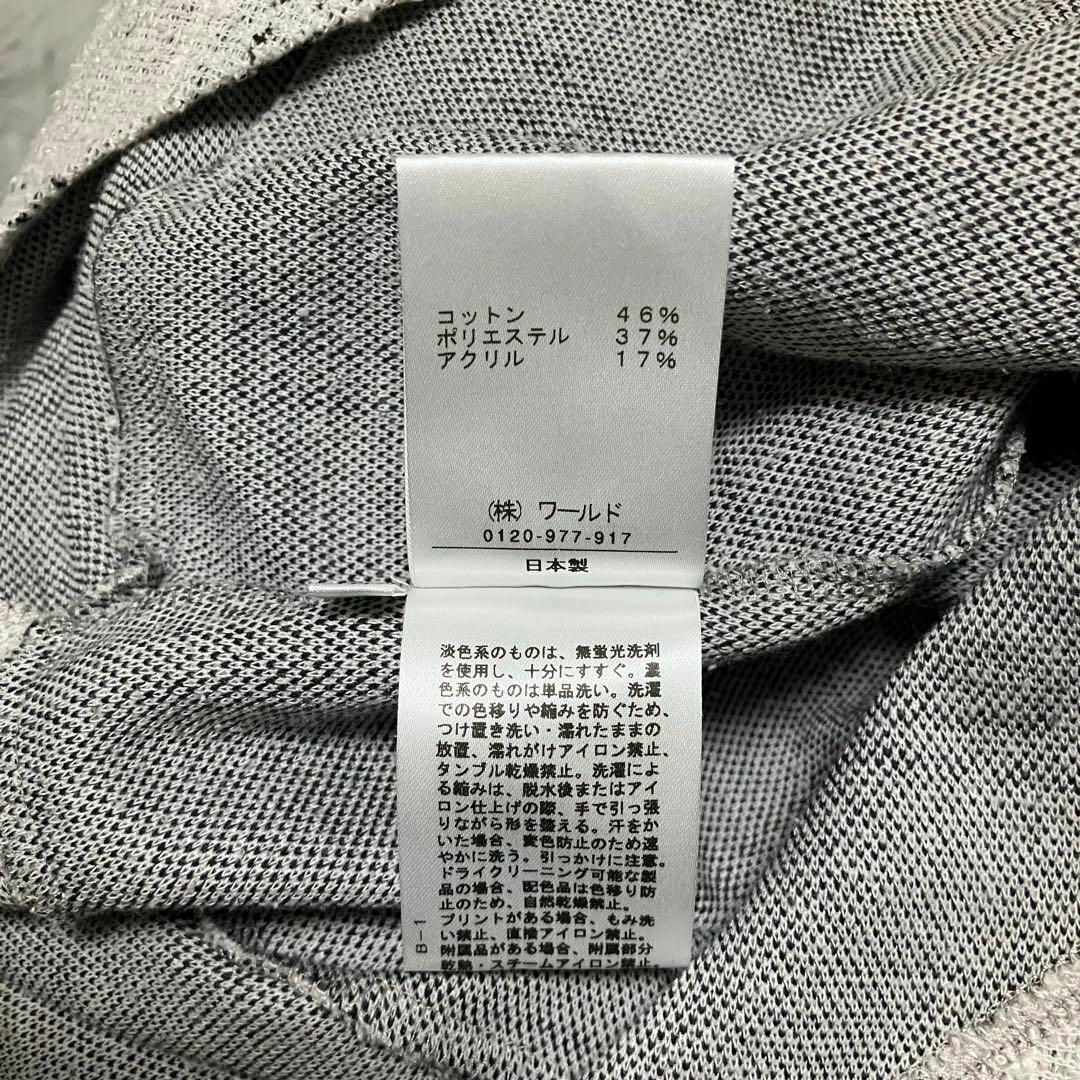 コットン 46%
ポリエステル 37%
アクリル 17%
(株) ワールド
0120-977-917
日本製
淡色系のものは、無蛍光洗剤
を使用し、十分にすすぐ。濃
色系のものは単品洗い。洗濯
での色移りや縮みを防ぐため、
つけ置き洗い・濡れたままの
放置、濡れがけアイロン禁止、
タンブル乾燥禁止。洗濯によ
る縮みは、脱水後またはアイ
ロン仕上げの際、手で引っ張
りながら形を整える。汗をか
いた場合、変色防止のため速
やかに洗う。引っかけに注意。
ドライクリーニング可能な製
品の場合、配色品は色移り防
止のため、自然乾燥禁止。
プリントがある場合、もみ洗
い禁止、直接アイロン禁止。
附属品がある場合、附属部分
乾熱・スチームアイロン禁止
B-1